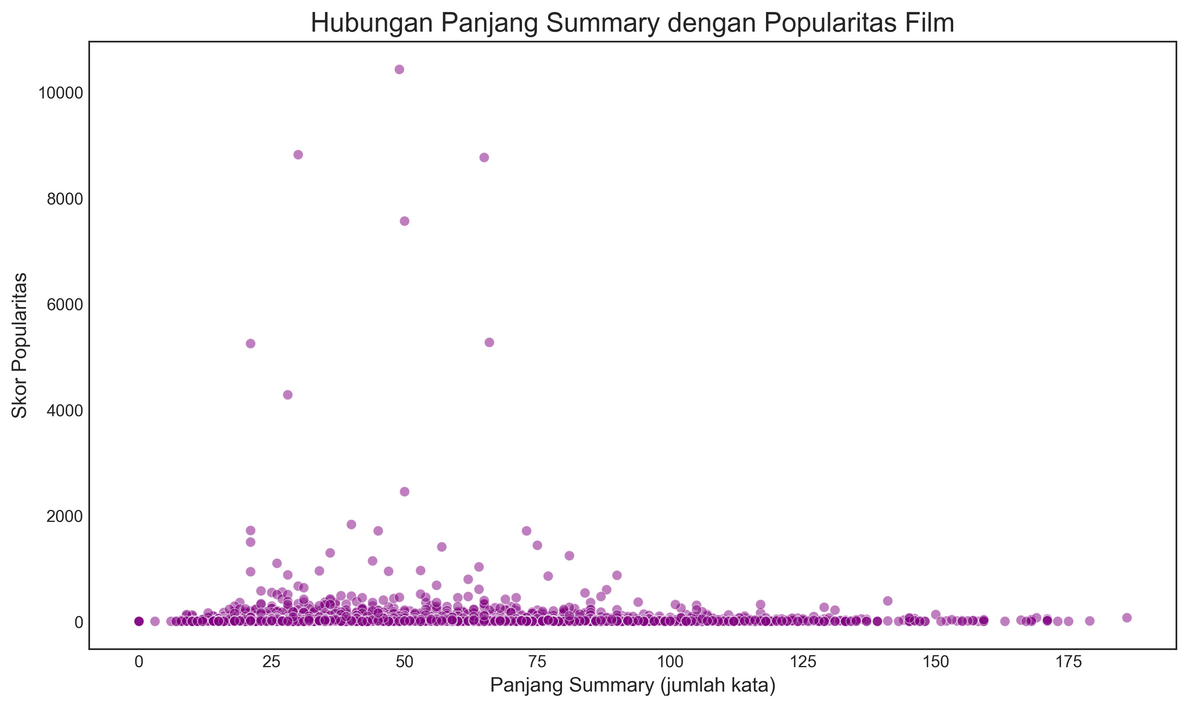 Hubungan Panjang Summary dengan Popularitas Film
10000
8000
6000
4000
2000
0
Skor Popularitas
0 25 50 75 100 125 150 175
Panjang Summary (jumlah kata)